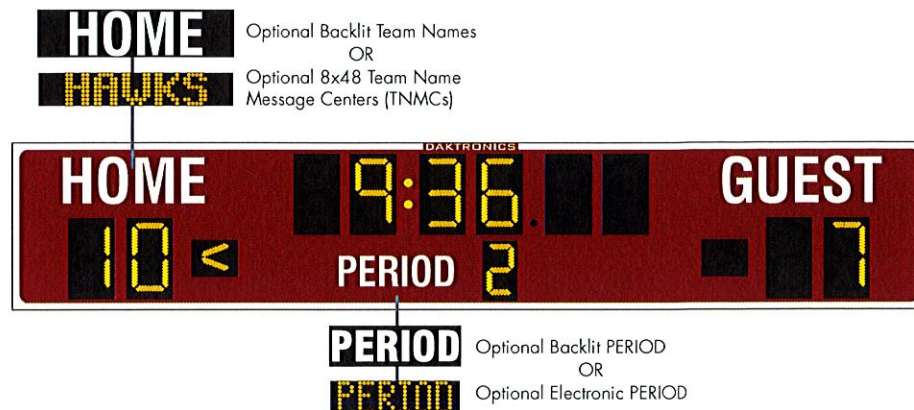 HOME
Optional Backlit Team Names
OR
HAWKS
Optional 8x48 Team Name
Message Centers (TNMCs)
DAKTRONICS
HOME
9:36.
GUEST
10 <
PERIOD
2
7
PERIOD
Optional Backlit PERIOD
OR
PERIOD
Optional Electronic PERIOD